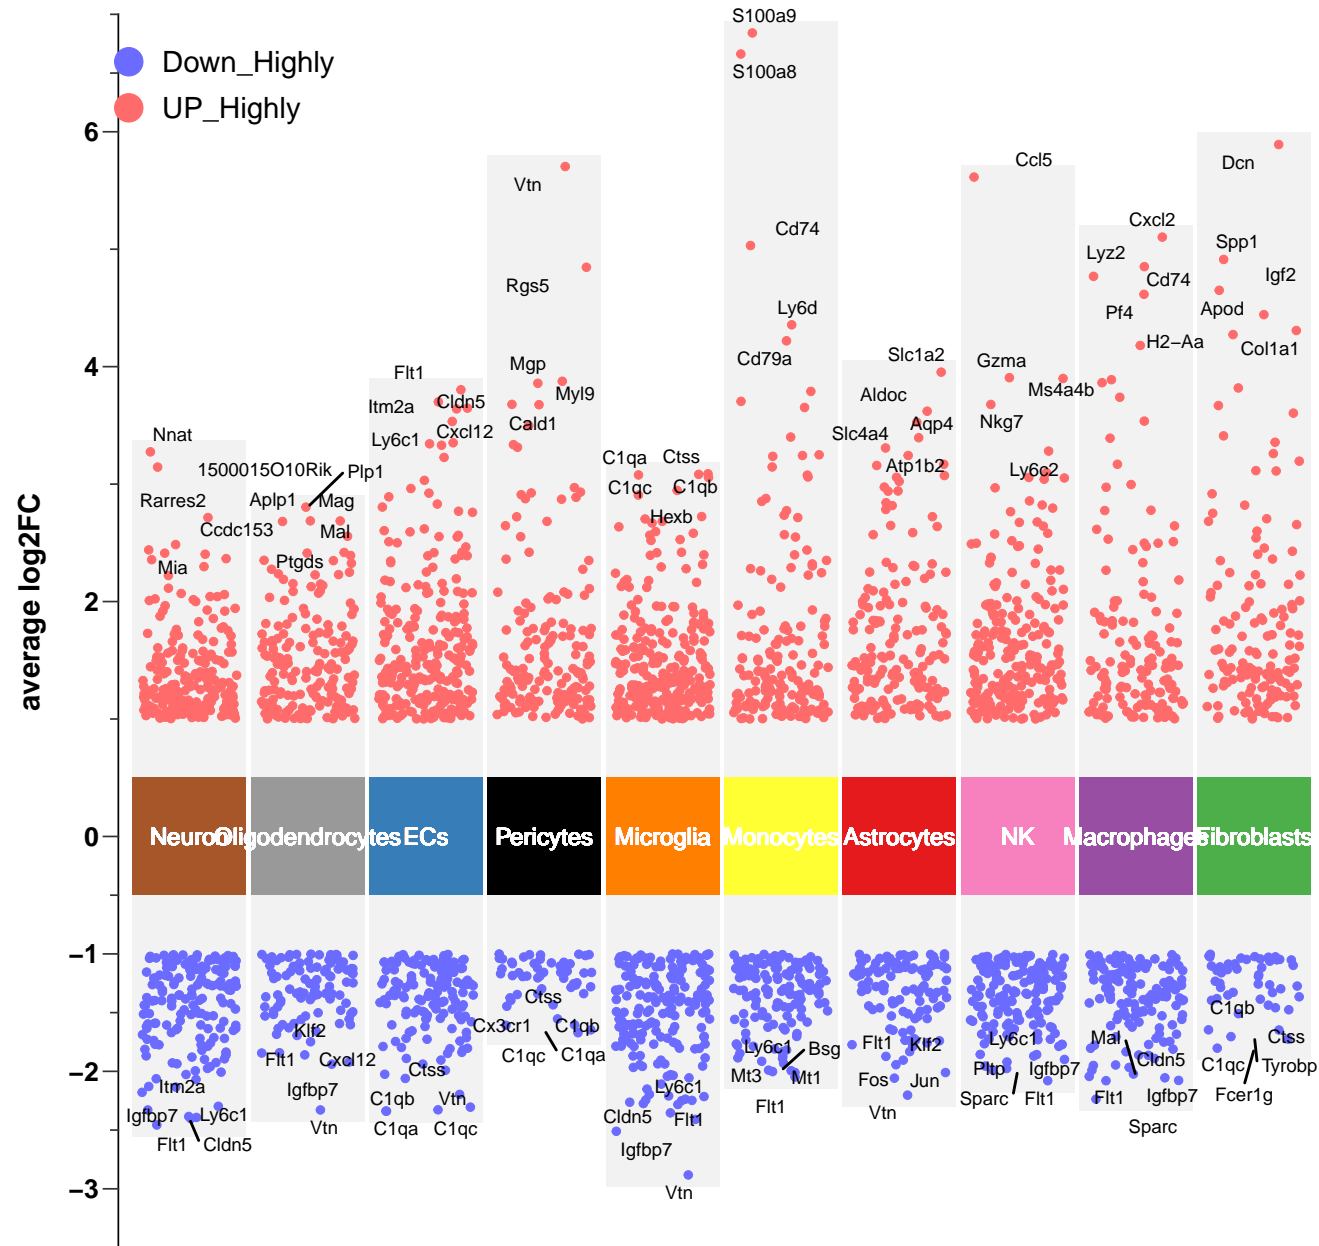 S100a9
Down_Highly
S100a8
UP_Highly
6
Ccl5
Dcn
Vtn
Cxcl2
Cd74
Spp1
Lyz2
Igf2
Cd74
Rgs5
Ly6d
Apod
Pf4
H2−Aa
Col1a1
Slc1a2
Cd79a
Gzma
Mgp
4
Flt1
Ms4a4b
Myl9
Aldoc
Itm2a
Cldn5
Nkg7
Cald1
Aqp4
Slc4a4
Cxcl12
Ly6c1
Nnat
C1qa
Ctss
Atp1b2
Ly6c2
1500015O10Rik
Plp1
C1qc
C1qb
Rarres2
Aplp1
Mag
Hexb
Ccdc153
Mal
Ptgds
Mia
average log2FC
2
0
Neuron
Oligodendrocytes
ECs
Pericytes
Microglia
Monocytes
Astrocytes
NK
Macrophages
Fibroblasts
−1
Ctss
C1qb
Cx3cr1
C1qb
Klf2
Ly6c1
Mal
Ctss
Flt1
Klf2
Ly6c1
Bsg
C1qc
C1qa
Flt1
Cxcl12
Cldn5
C1qc
Tyrobp
Ctss
Pltp
Igfbp7
−2
Mt3
Mt1
Fos
Jun
Itm2a
Igfbp7
Ly6c1
Fcer1g
C1qb
Vtn
Sparc
Flt1
Flt1
Igfbp7
Flt1
Vtn
Igfbp7
Ly6c1
Cldn5
Flt1
Vtn
C1qa
C1qc
Sparc
Flt1
Cldn5
Igfbp7
−3
Vtn